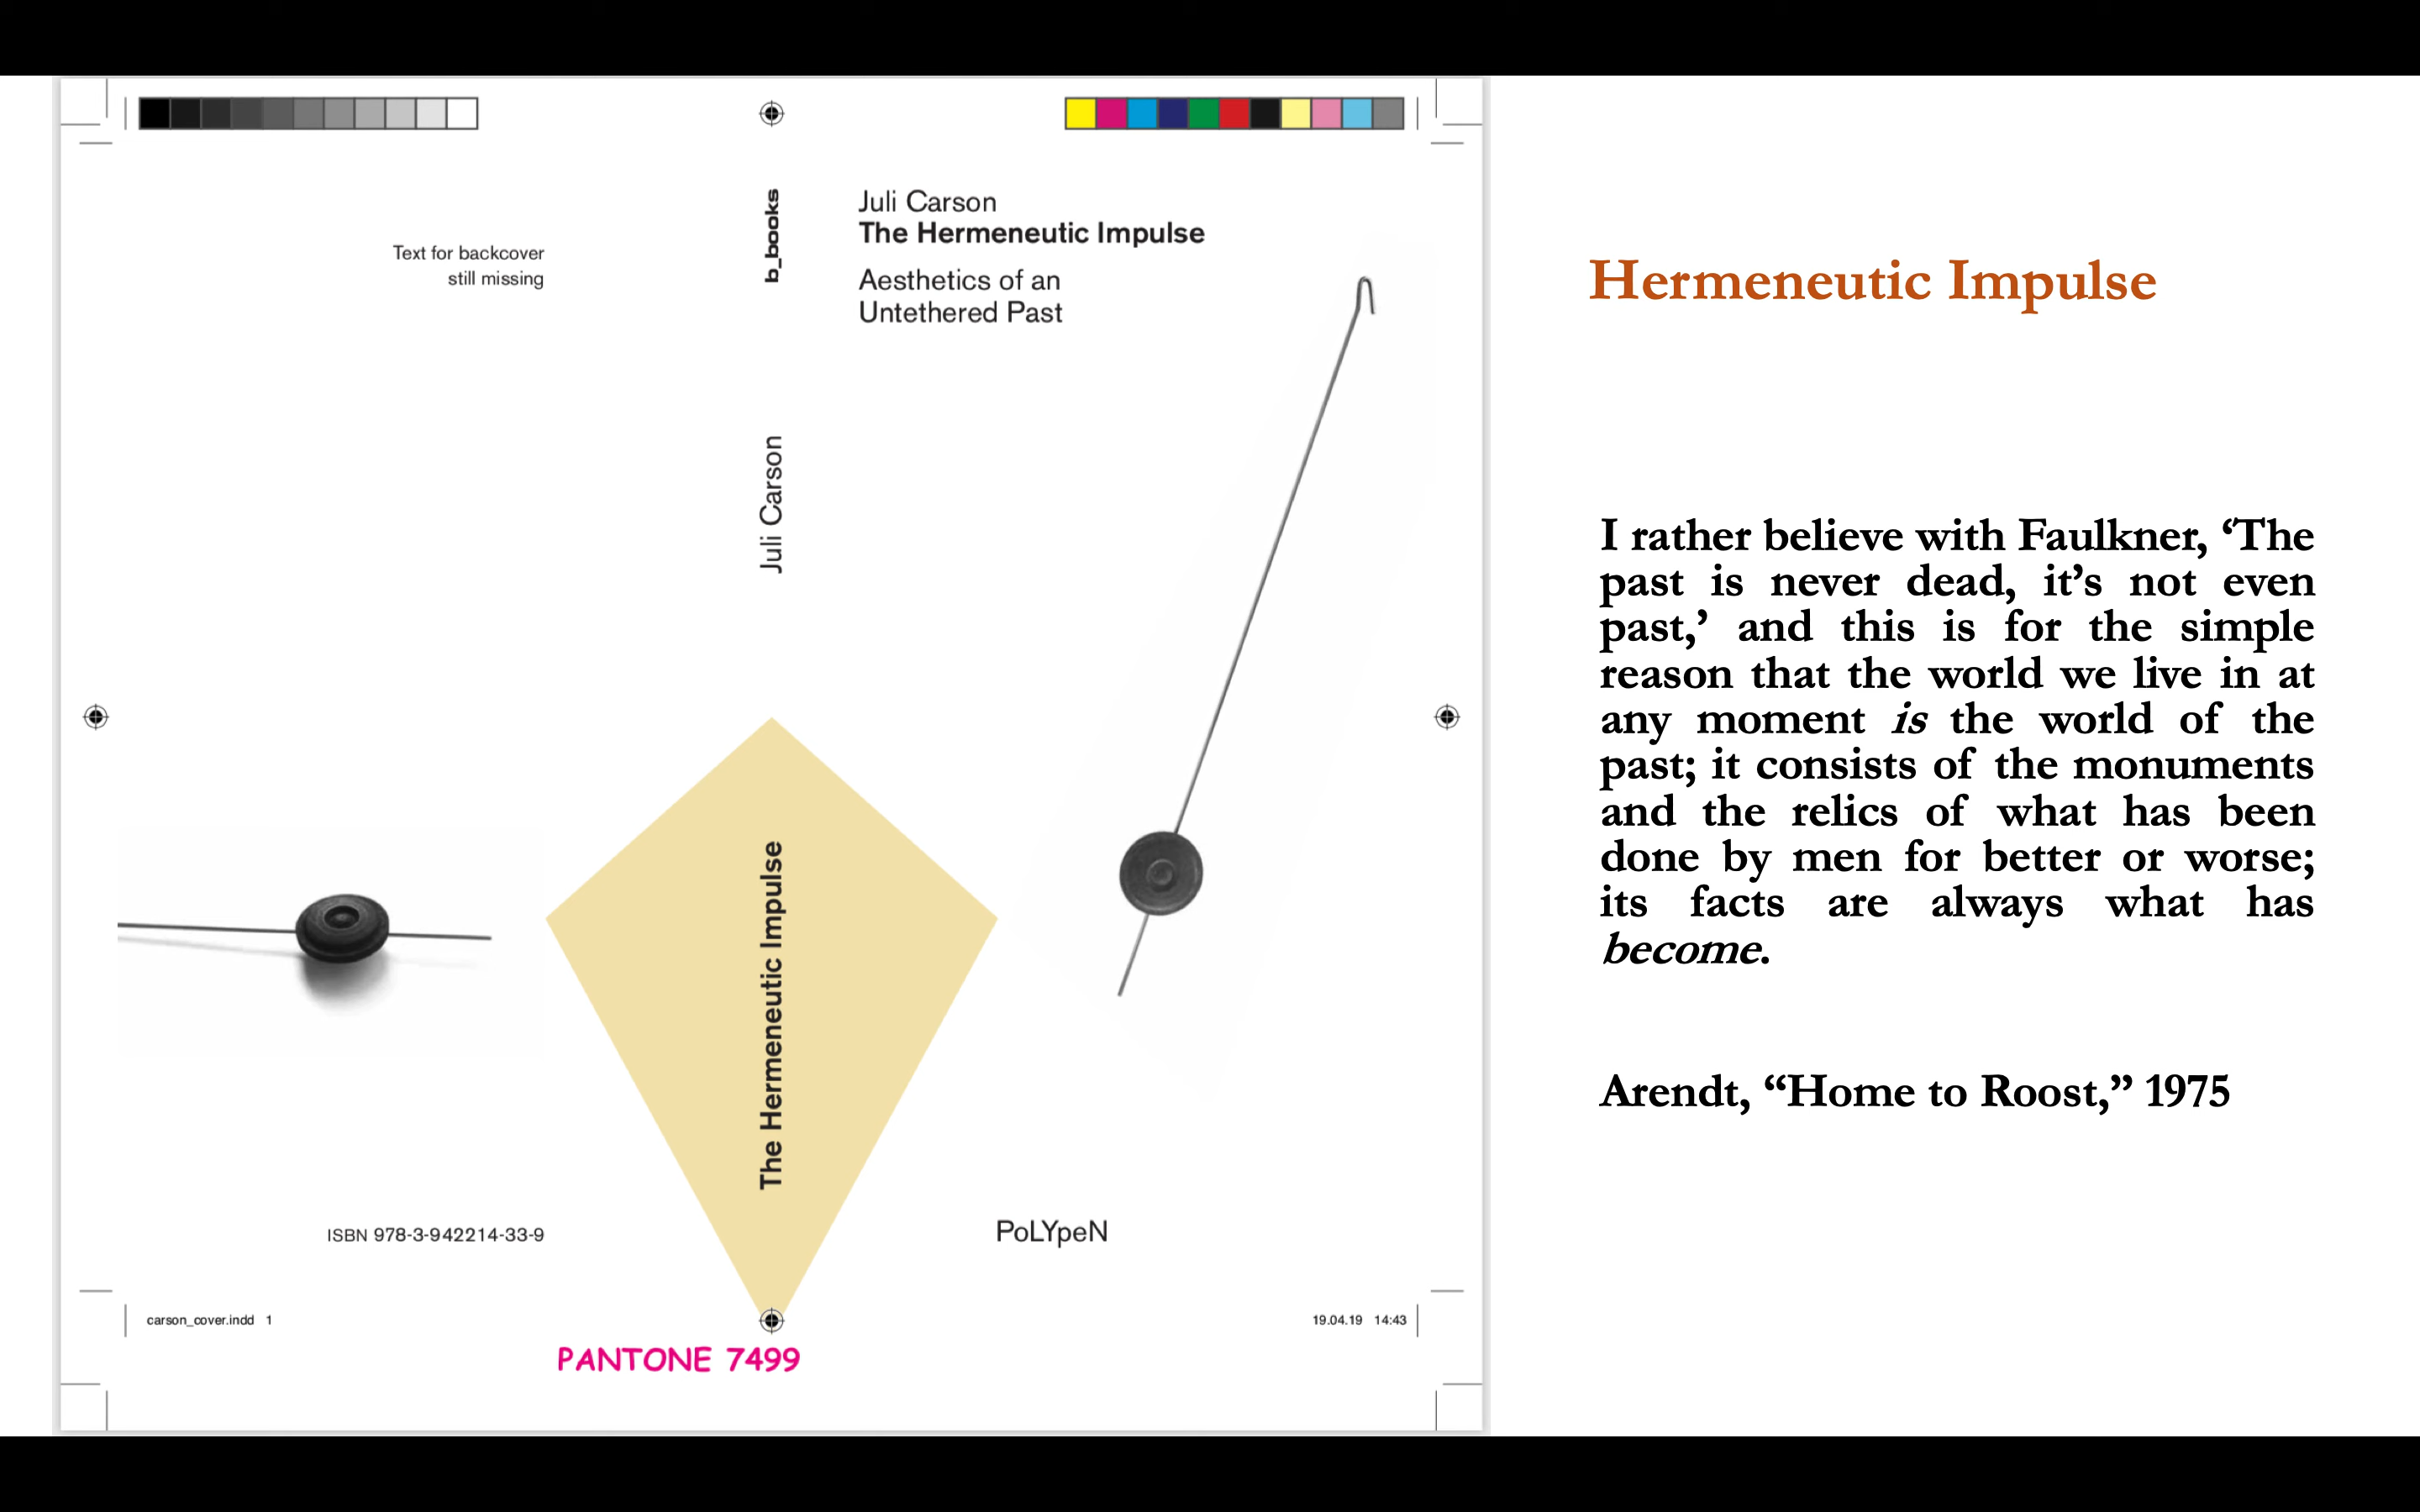 Text for backcover
still missing
b_books
Juli Carson
The Hermeneutic Impulse
Juli Carson
The Hermeneutic Impulse
Aesthetics of an
Untethered Past
ISBN 978-3-942214-33-9
PoLYpeN
carson_cover.indd   1
19.04.19   14:43
PANTONE 7499
Hermeneutic Impulse
I rather believe with Faulkner, ‘The
past is never dead, it’s not even
past,’ and this is for the simple
reason that the world we live in at
any moment is the world of the
past; it consists of the monuments
and the relics of what has been
done by men for better or worse;
its facts are always what has
become.
Arendt, “Home to Roost,” 1975